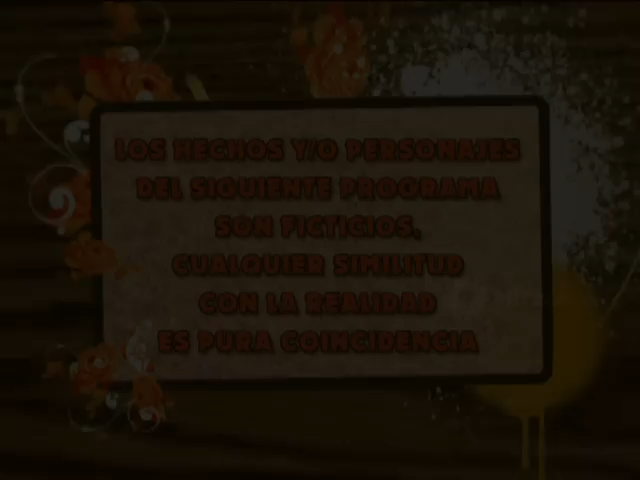 LOS HECHOS Y/O PERSONAJES
DEL SIGUIENTE PROGRAMA
SON FICTICIOS,
CUALQUIER SIMILITUD
CON LA REALIDAD
ES PURA COINCIDENCIA